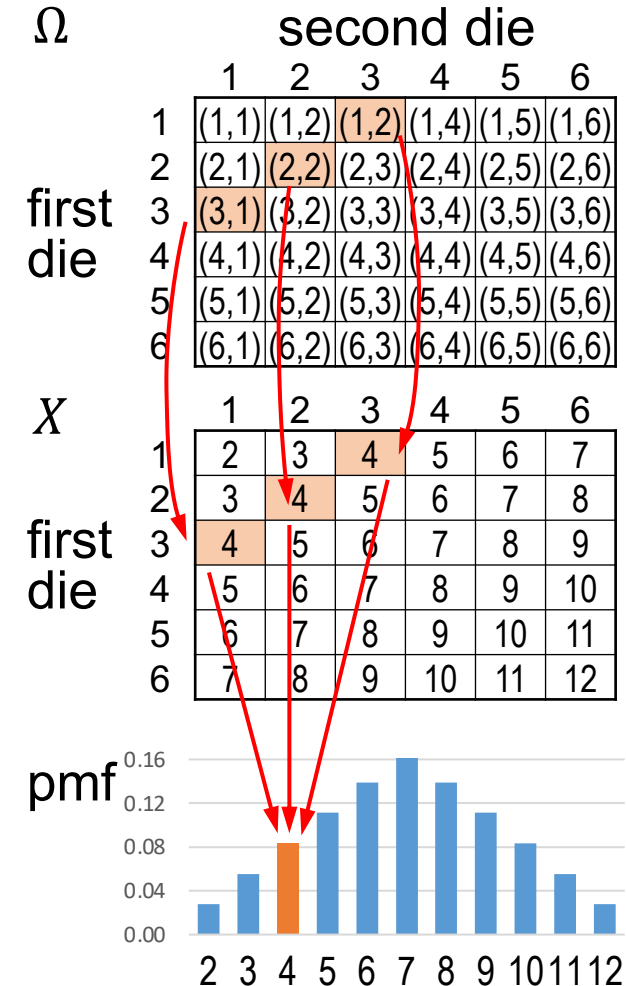 Ω second die
1 2 3 4 5 6
1 (1,1) (1,2) (1,2) (1,4) (1,5) (1,6)
2 (2,1) (2,2) (2,3) (2,4) (2,5) (2,6)
first
3 (3,1) (3,2) (3,3) (3,4) (3,5) (3,6)
die
4 (4,1) (4,2) (4,3) (4,4) (4,5) (4,6)
5 (5,1) (5,2) (5,3) (5,4) (5,5) (5,6)
6 (6,1) (6,2) (6,3) (6,4) (6,5) (6,6)
X 1 2 3 4 5 6
1 2 3 4 5 6 7
2 3 4 5 6 7 8
first
3 4 5 6 7 8 9
die
4 5 6 7 8 9 10
5 6 7 8 9 10 11
6 7 8 9 10 11 12
pmf
0.16
0.12
0.08
0.04
0.00
2 3 4 5 6 7 8 9 10 11 12